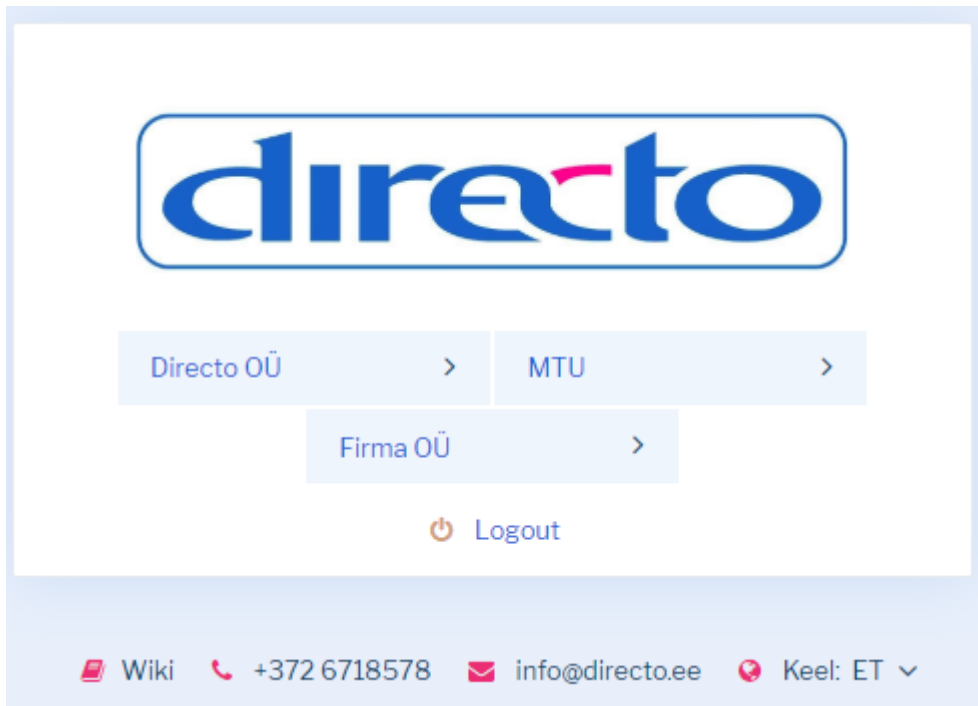 directo
Directo OÜ MTU
Firma OÜ
Logout
Wiki +372 6718578 info@directo.ee Keel: ET